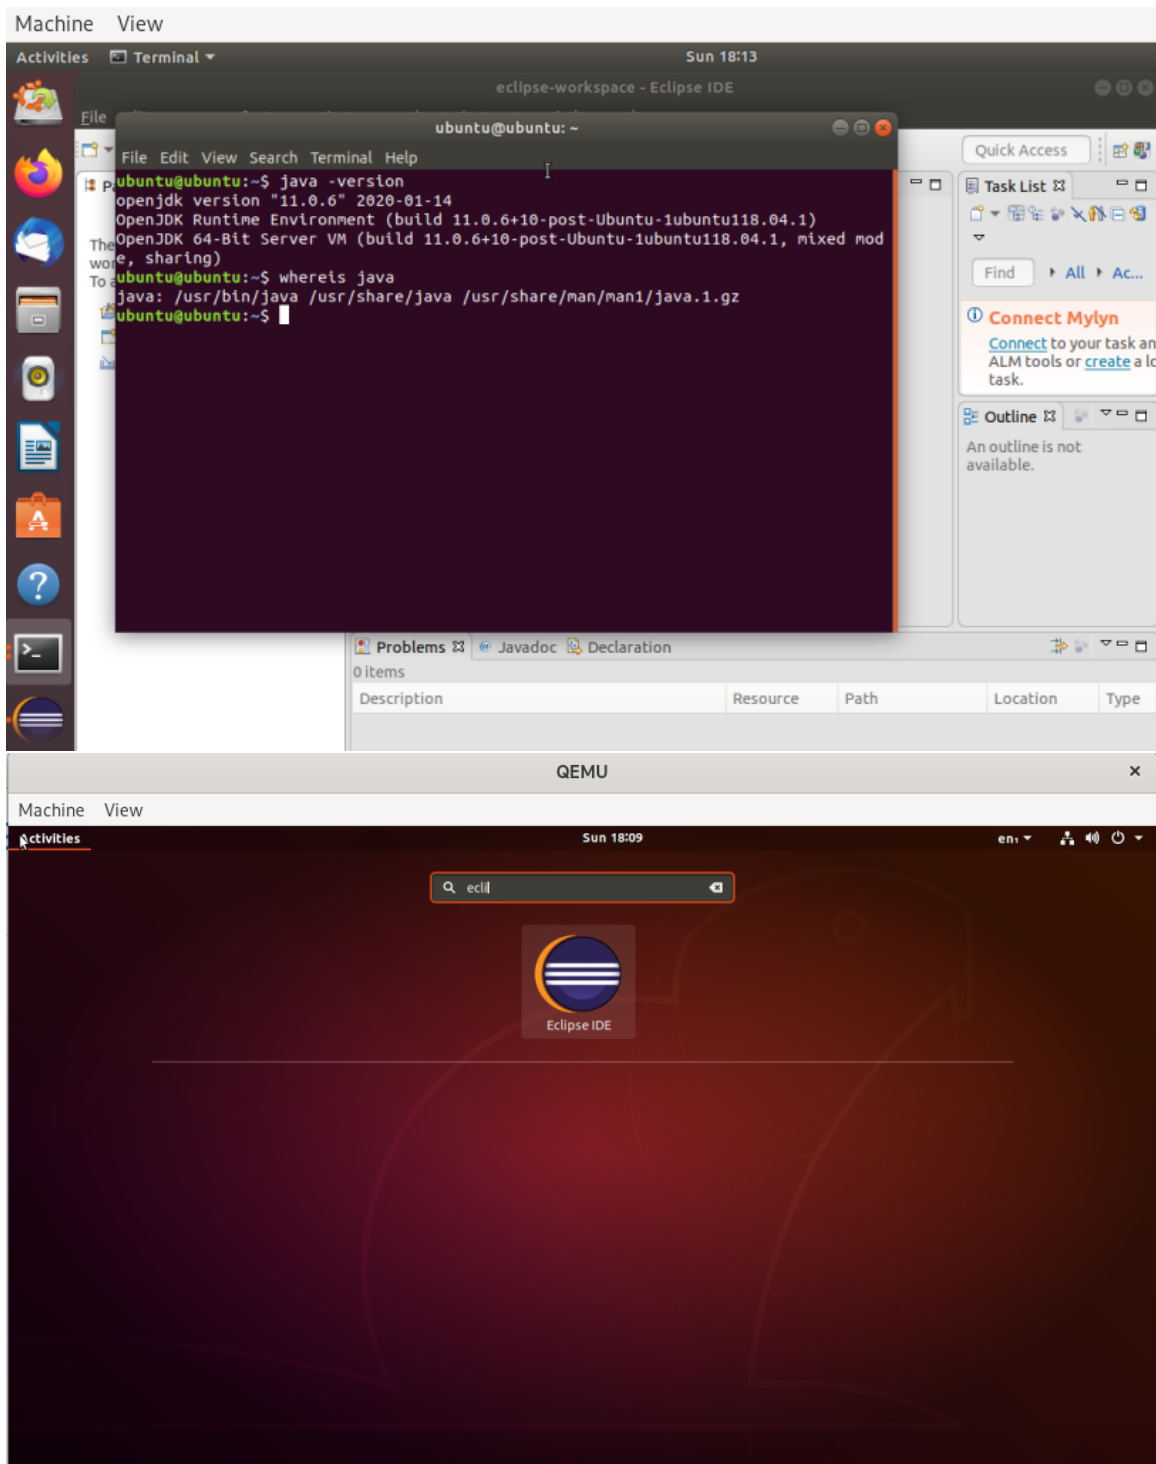 Machine View
Activities Terminal Sun 18:13
eclipse-workspace - Eclipse IDE
File
ubuntu@ubuntu: ~
Quick Access
File Edit View Search Terminal Help
ubuntu@ubuntu:~$ java -version
openjdk version "11.0.6" 2020-01-14
OpenJDK Runtime Environment (build 11.0.6+10-post-Ubuntu-1ubuntu118.04.1)
OpenJDK 64-Bit Server VM (build 11.0.6+10-post-Ubuntu-1ubuntu118.04.1, mixed mod
e, sharing)
ubuntu@ubuntu:~$ whereis java
java: /usr/bin/java /usr/share/java /usr/share/man/man1/java.1.gz
ubuntu@ubuntu:~$
The
To
Task List
Find All Ac...
Connect Mylyn
Connect to your task an
ALM tools or create a lo
task.
Outline
An outline is not
available.
Problems @ Javadoc Declaration
0 items
Description Resource Path Location Type
QEMU
Machine View
Activities Sun 18:09 en1
ecli
Eclipse IDE